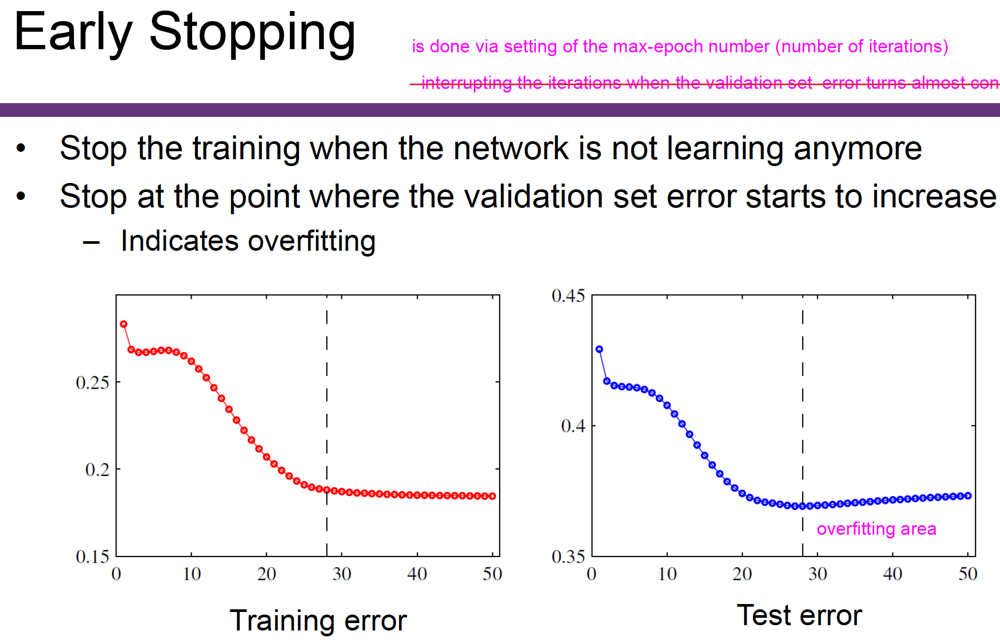 Early Stopping
is done via setting of the max-epoch number (number of iterations)
interrupting the iterations when the validation set error turns almost con
• Stop the training when the network is not learning anymore
• Stop at the point where the validation set error starts to increase
– Indicates overfitting
0.25
0.2
0.15
0 10 20 30 40 50
Training error
0.45
0.4
0.35
overfitting area
0 10 20 30 40 50
Test error